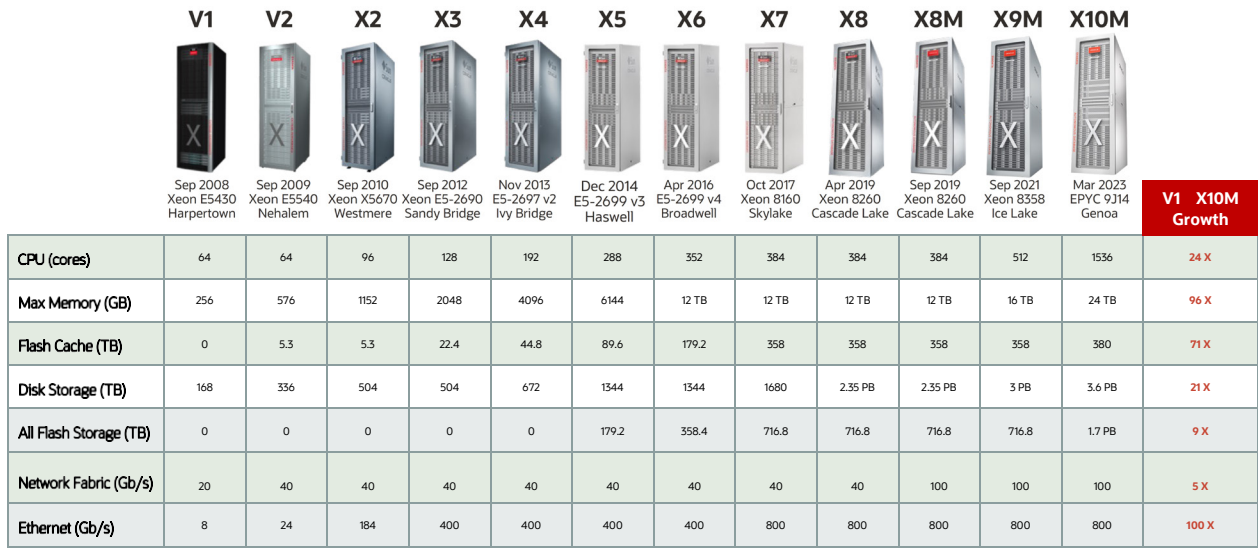 V1 V2 X2 X3 X4 X5 X6 X7 X8 X8M X9M X10M
Sep 2008 Sep 2009 Sep 2010 Sep 2012 Nov 2013 Dec 2014 Apr 2016 Oct 2017 Apr 2019 Sep 2019 Sep 2021 Mar 2023
Xeon E5430 Xeon E5540 Xeon X5670 Xeon E5-2690 E5-2697 v2 E5-2699 v3 E5-2699 v4 Xeon 8160 Xeon 8260 Xeon 8260 Xeon 8358 EPYC 9J14
Harpertown Nehalem Westmere Sandy Bridge Ivy Bridge Haswell Broadwell Skylake Cascade Lake Cascade Lake Ice Lake Genoa
V1 X10M
Growth
CPU (cores) 64 64 96 128 192 288 352 384 384 384 512 1536 24 X
Max Memory (GB) 256 576 1152 2048 4096 6144 12 TB 12 TB 12 TB 12 TB 16 TB 24 TB 96 X
Flash Cache (TB) 0 5.3 5.3 22.4 44.8 89.6 179.2 358 358 358 358 380 71 X
Disk Storage (TB) 168 336 504 504 672 1344 1344 1680 2.35 PB 2.35 PB 3 PB 3.6 PB 21 X
All Flash Storage (TB) 0 0 0 0 0 179.2 358.4 716.8 716.8 716.8 716.8 1.7 PB 9 X
Network Fabric (Gb/s) 20 40 40 40 40 40 40 40 40 100 100 100 5 X
Ethernet (Gb/s) 8 24 184 400 400 400 400 800 800 800 800 800 100 X